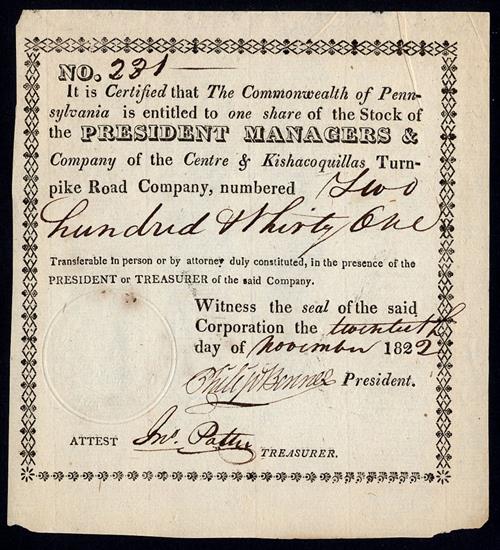 NO. 231
It is Certified that The Commonwealth of Penn-
sylvania is entitled to one share of the Stock of
the PRESIDENT MANAGERS &
Company of the Centre & Kishacoquillas Turn-
pike Road Company, numbered Two
hundred & thirty One
Transferable in person or by attorney duly constituted, in the presence of the
PRESIDENT or TREASURER of the said Company.
Witness the seal of the said
Corporation the twentieth
day of November 1822
President.
ATTEST Jno. Potter
TREASURER.